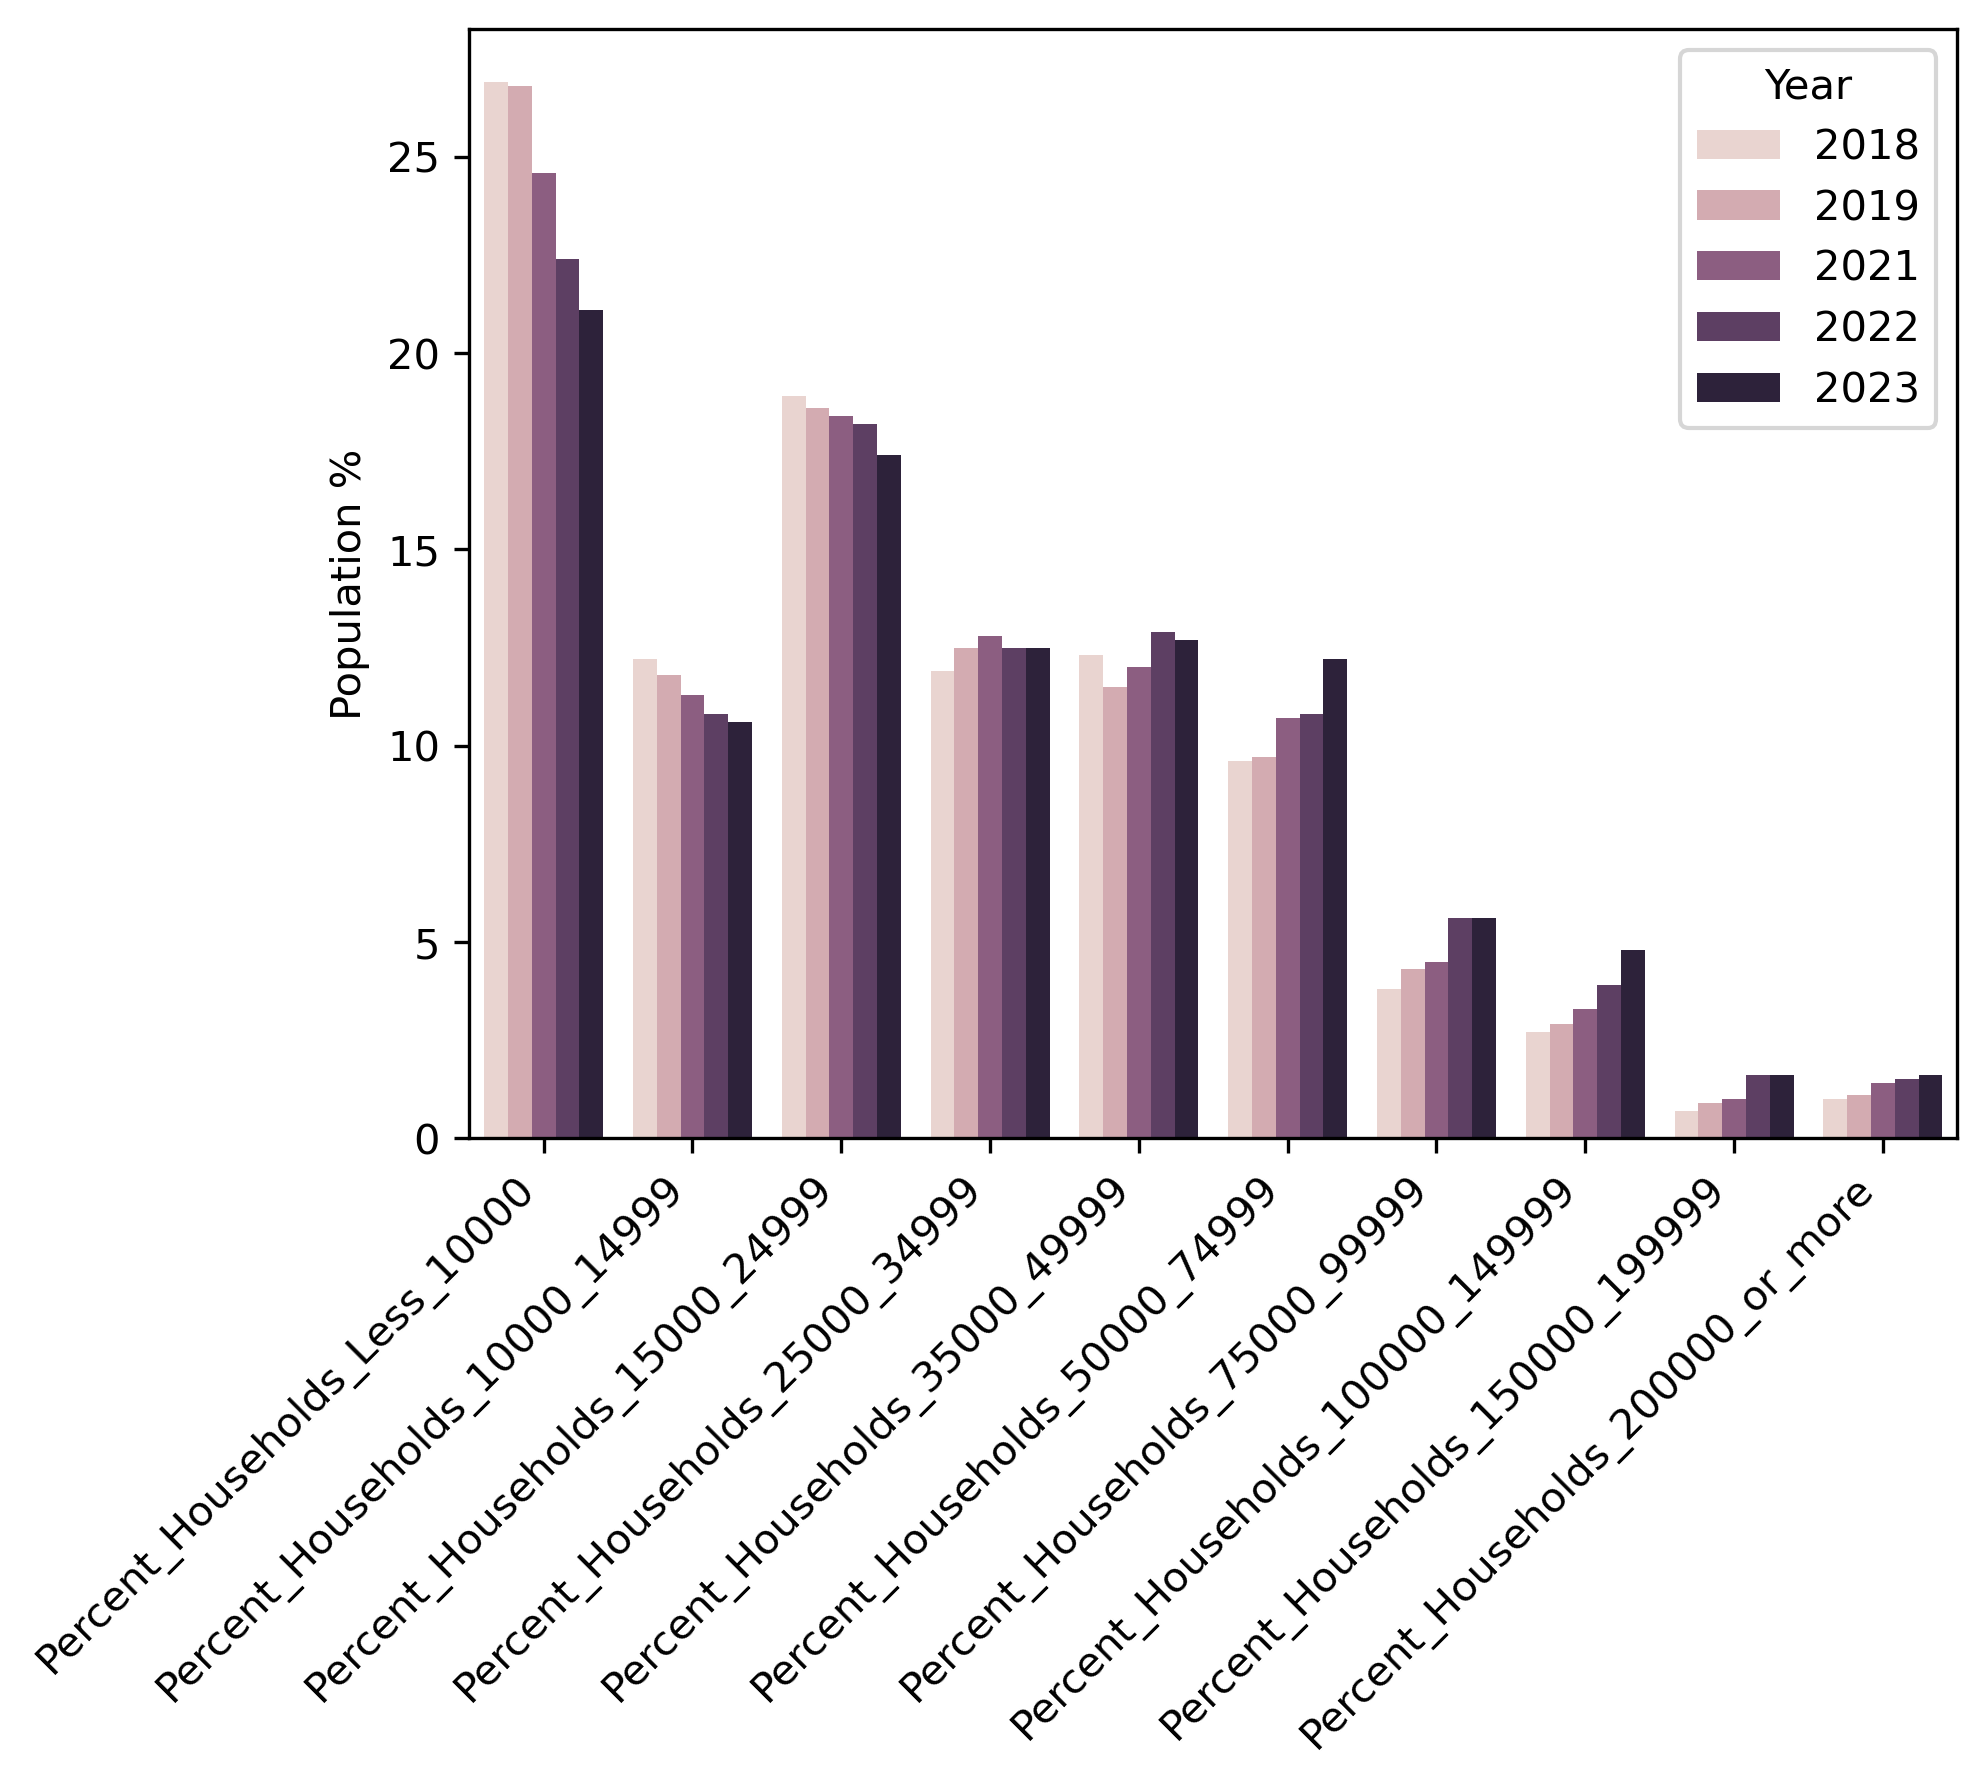 Year
2018
2019
2021
2022
2023
Population %
25
20
15
10
5
0
Percent_Households_Less_10000
Percent_Households_10000_14999
Percent_Households_15000_24999
Percent_Households_25000_34999
Percent_Households_35000_49999
Percent_Households_50000_74999
Percent_Households_75000_99999
Percent_Households_100000_149999
Percent_Households_150000_199999
Percent_Households_200000_or_more